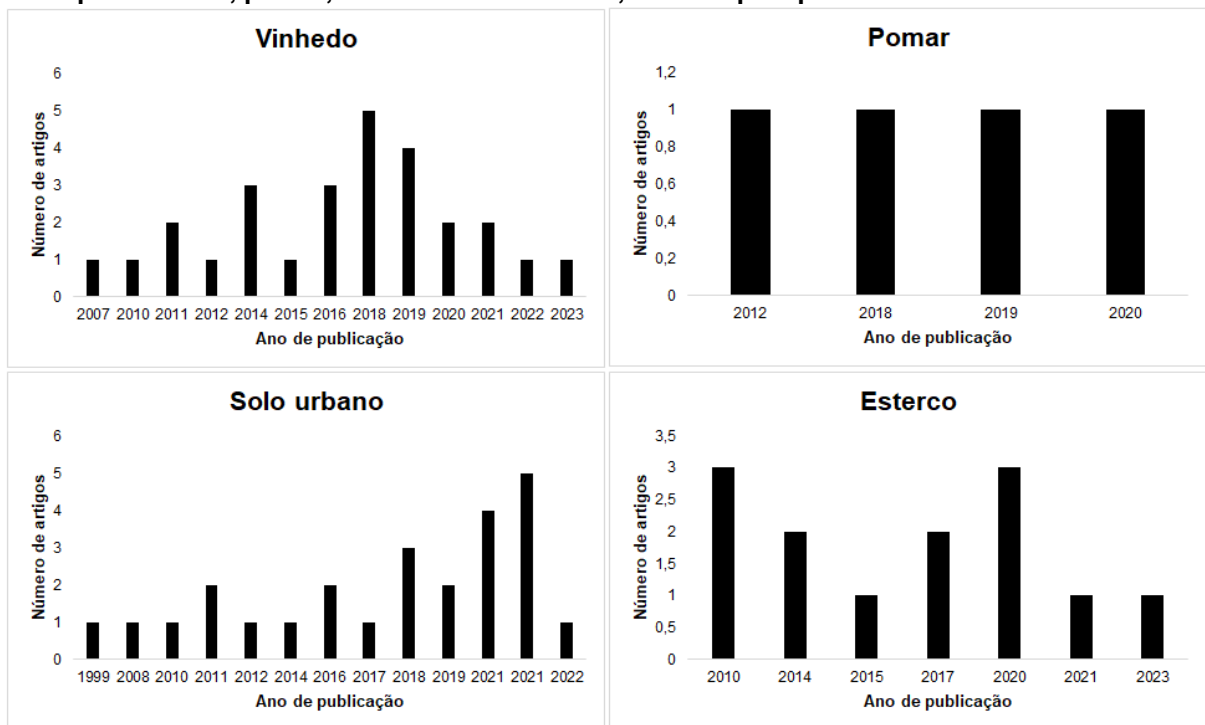 Vinhedo
Número de artigos
6
5
4
3
2
1
0
2007 2010 2011 2012 2014 2015 2016 2018 2019 2020 2021 2022 2023
Ano de publicação
Pomar
Número de artigos
1,2
1
0,8
0,6
0,4
0,2
0
2012 2018 2019 2020
Ano de publicação
Solo urbano
Número de artigos
6
5
4
3
2
1
0
1999 2008 2010 2011 2012 2014 2016 2017 2018 2019 2021 2021 2022
Ano de publicação
Esterco
Número de artigos
3,5
3
2,5
2
1,5
1
0,5
0
2010 2014 2015 2017 2020 2021 2023
Ano de publicação